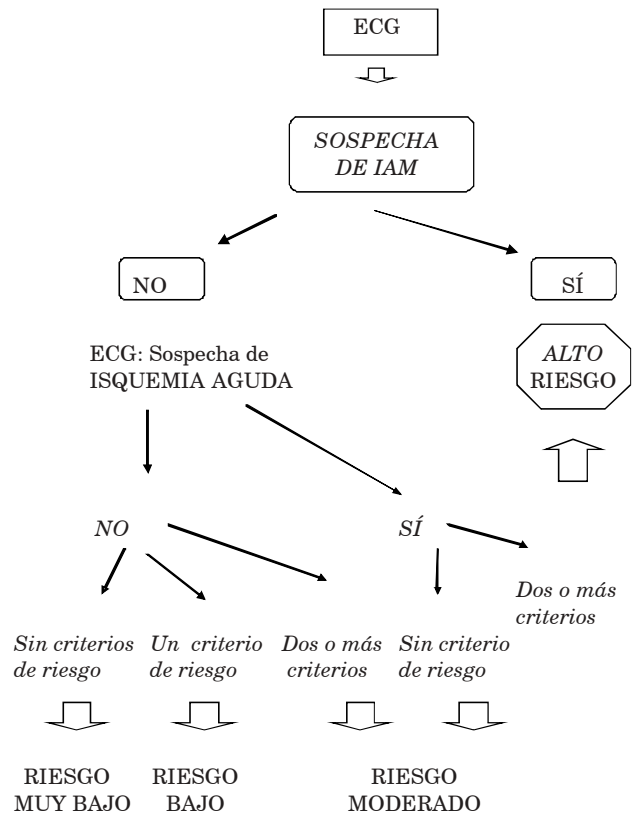 ECG
SOSPECHA
DE IAM
NO
SÍ
ECG: Sospecha de
ISQUEMIA AGUDA
ALTO
RIESGO
NO
SÍ
Dos o más
criterios
Sin criterios
de riesgo
Un criterio
de riesgo
Dos o más
criterios
Sin criterio
de riesgo
RIESGO
MUY BAJO
RIESGO
BAJO
RIESGO
MODERADO